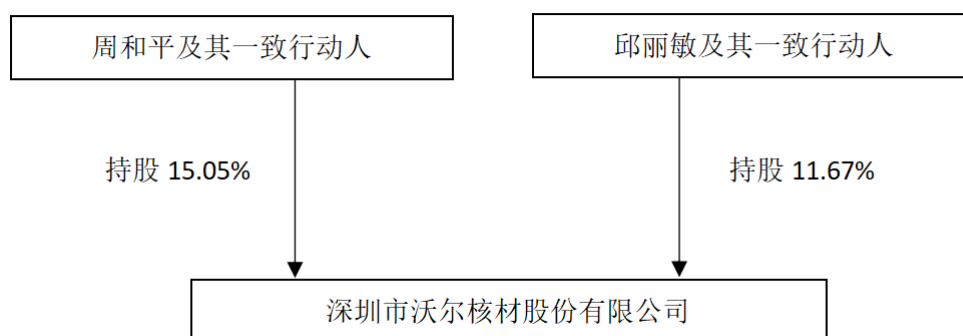 周和平及其一致行动人
邱丽敏及其一致行动人
持股 15.05%
持股 11.67%
深圳市沃尔核材股份有限公司